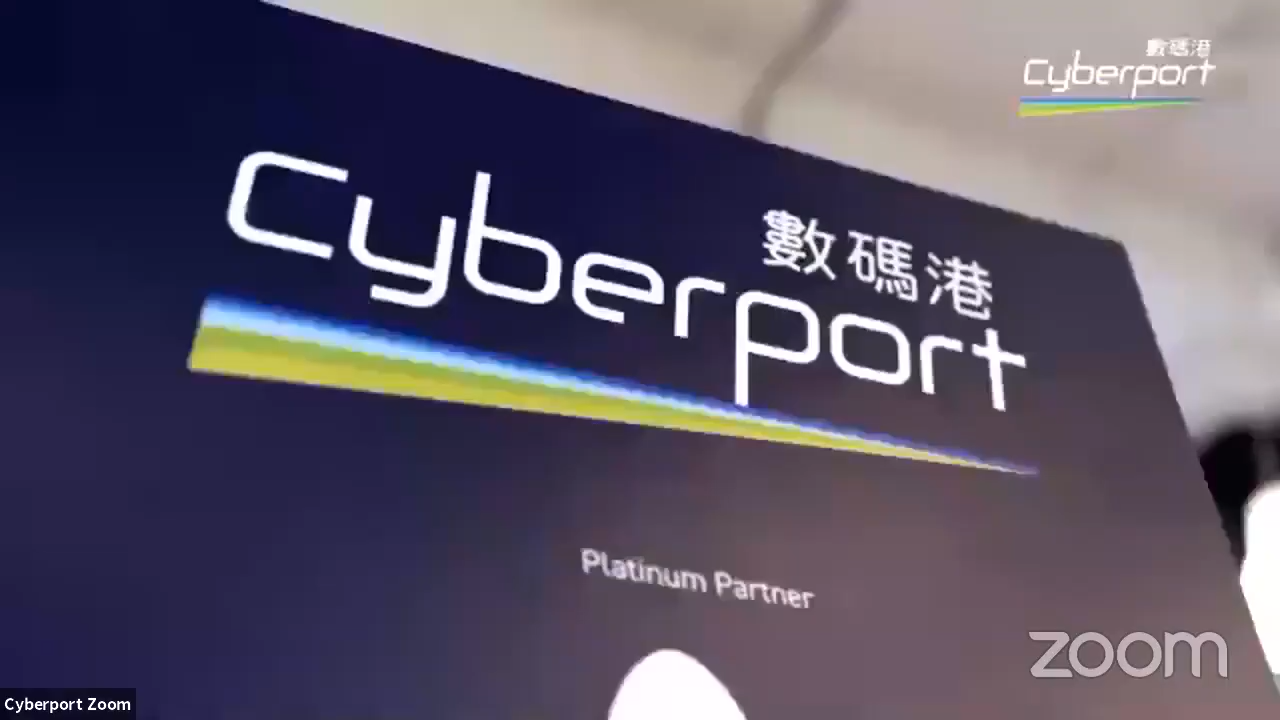 數碼港
Cyberport
數碼港
Cyberport
Platinum Partner
zoom
Cyberport Zoom